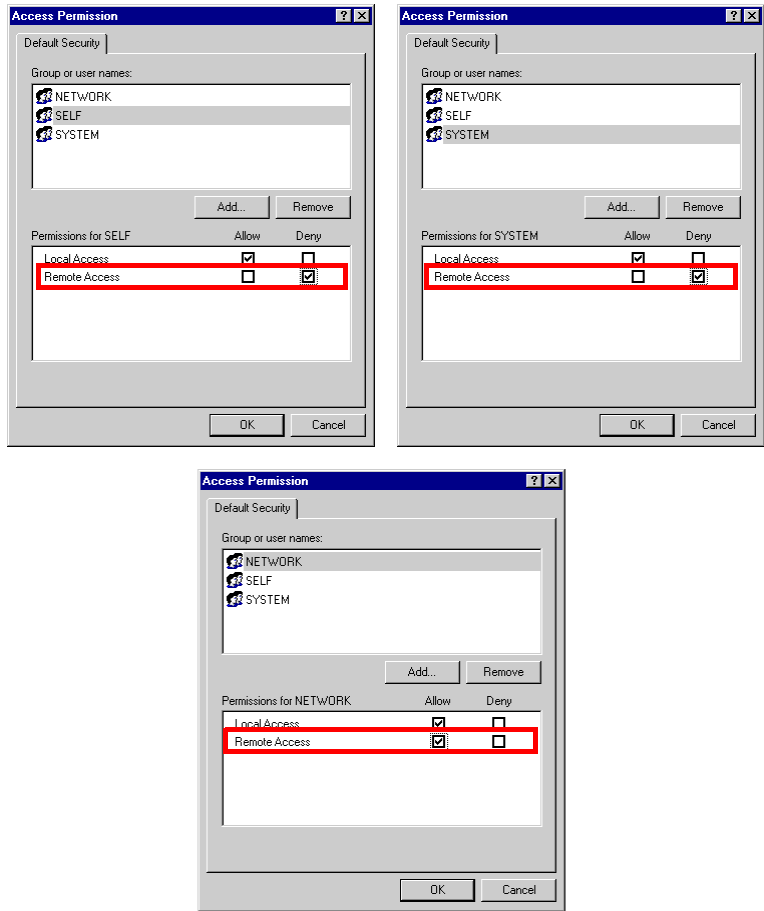 Access Permission
Default Security
Group or user names:
NETWORK
SELF
SYSTEM
Add... Remove
Permissions for SELF Allow Deny
Local Access
Remote Access
OK Cancel
Access Permission
Default Security
Group or user names:
NETWORK
SELF
SYSTEM
Add... Remove
Permissions for SYSTEM Allow Deny
Local Access
Remote Access
OK Cancel
Access Permission
Default Security
Group or user names:
NETWORK
SELF
SYSTEM
Add... Remove
Permissions for NETWORK Allow Deny
Local Access
Remote Access
OK Cancel